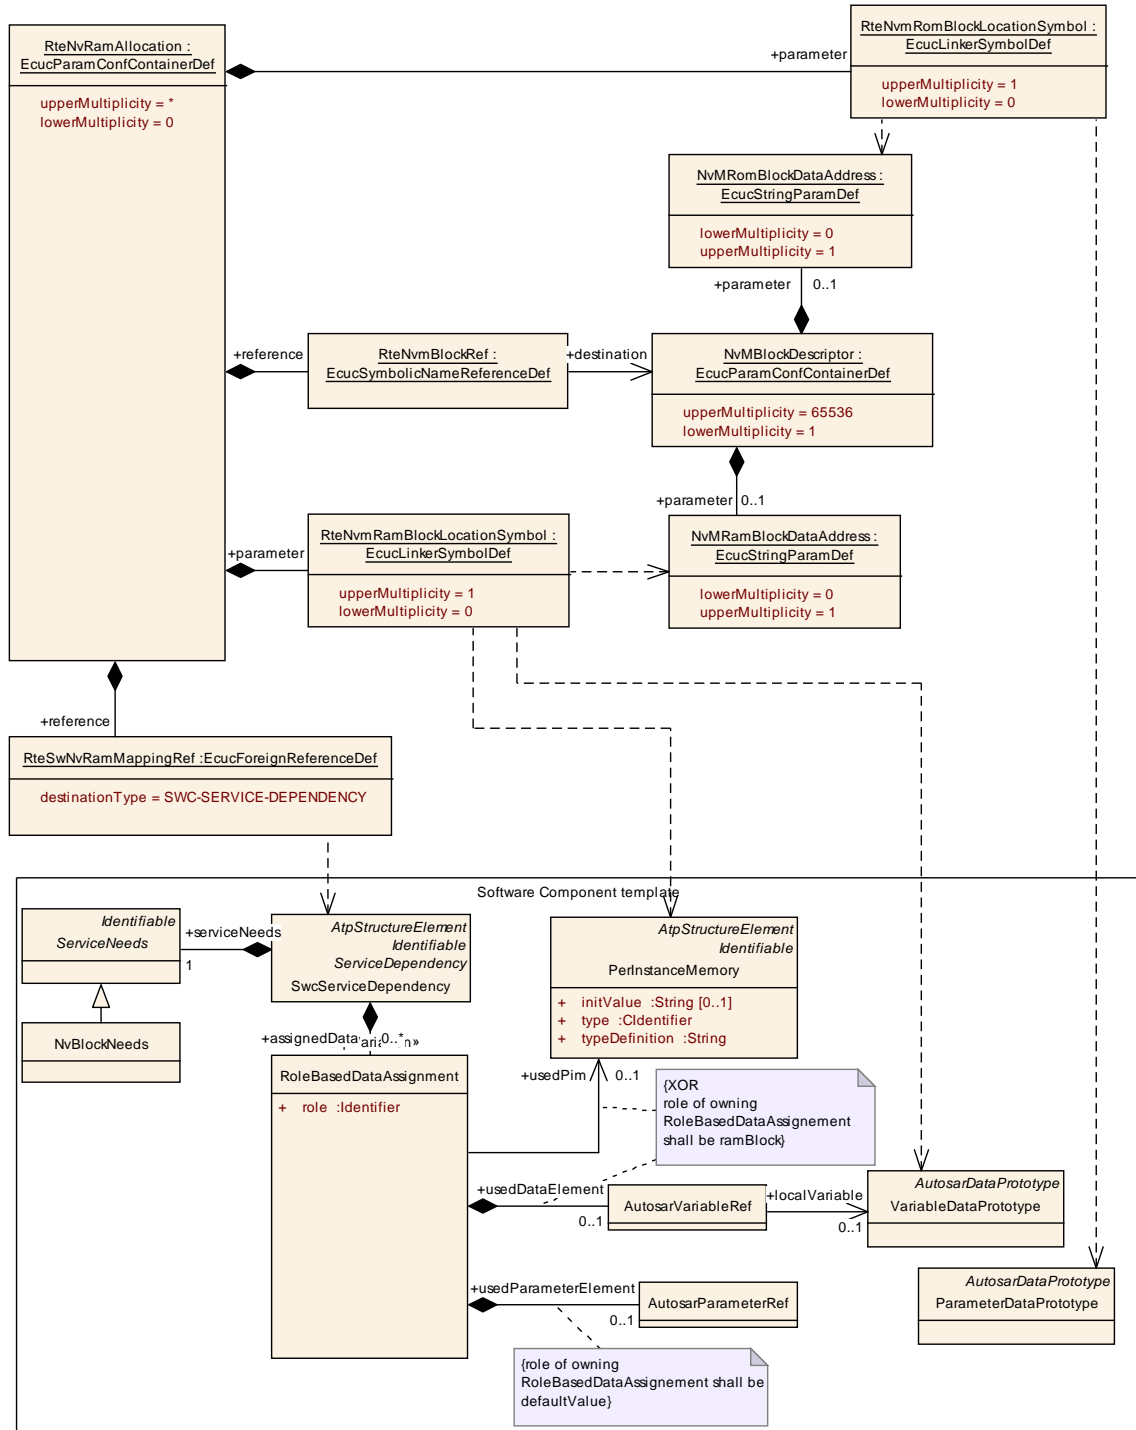 RteNvRamAllocation :
EcucParamConfContainerDef
upperMultiplicity = *
lowerMultiplicity = 0
+parameter
RteNvmRomBlockLocationSymbol :
EcucLinkerSymbolDef
upperMultiplicity = 1
lowerMultiplicity = 0
NvMRomBlockDataAddress :
EcucStringParamDef
lowerMultiplicity = 0
upperMultiplicity = 1
+parameter 0..1
+reference
RteNvmBlockRef :
EcucSymbolicNameReferenceDef
+destination
NvMBlockDescriptor :
EcucParamConfContainerDef
upperMultiplicity = 65536
lowerMultiplicity = 1
+parameter 0..1
+parameter
RteNvmRamBlockLocationSymbol :
EcucLinkerSymbolDef
upperMultiplicity = 1
lowerMultiplicity = 0
NvMRamBlockDataAddress :
EcucStringParamDef
lowerMultiplicity = 0
upperMultiplicity = 1
+reference
RteSwNvRamMappingRef :EcucForeignReferenceDef
destinationType = SWC-SERVICE-DEPENDENCY
Software Component template
Identifiable
ServiceNeeds
+serviceNeeds
1
AtpStructureElement
Identifiable
ServiceDependency
SwcServiceDependency
AtpStructureElement
Identifiable
PerInstanceMemory
+ initValue :String [0..1]
+ type :CIdentifier
+ typeDefinition :String
NvBlockNeeds
+assignedData 0..*
RoleBasedDataAssignment
+ role :Identifier
+usedPim 0..1
{XOR
role of owning
RoleBasedDataAssignement
shall be ramBlock}
+usedDataElement
0..1
AutosarVariableRef
+localVariable
0..1
AutosarDataPrototype
VariableDataPrototype
+usedParameterElement
0..1
AutosarParameterRef
AutosarDataPrototype
ParameterDataPrototype
{role of owning
RoleBasedDataAssignement shall be
defaultValue}